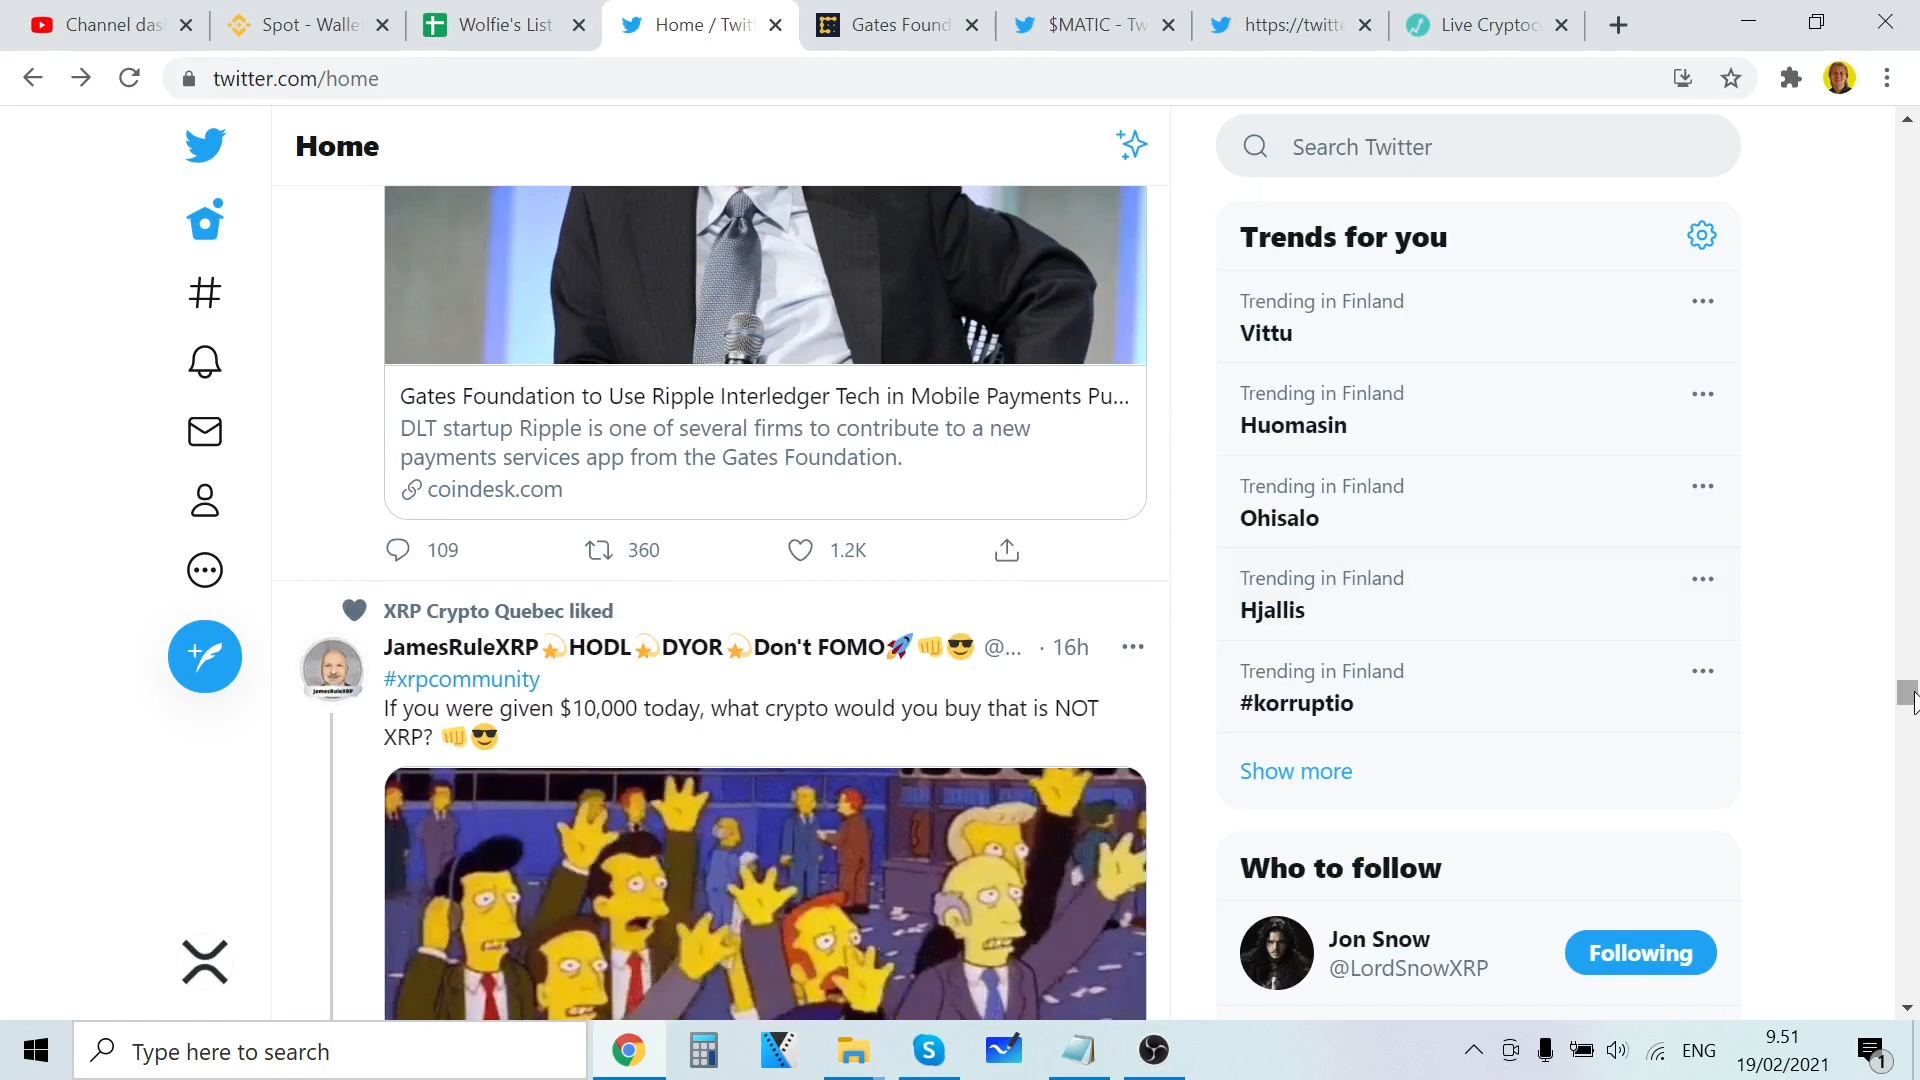 Channel das
Spot - Walle
Wolfie's List
Home / Twit
Gates Found
$MATIC - Tw
https://twitte
Live Cryptoc
twitter.com/home
Home
Search Twitter
Gates Foundation to Use Ripple Interledger Tech in Mobile Payments Pu...
DLT startup Ripple is one of several firms to contribute to a new
payments services app from the Gates Foundation.
coindesk.com
109
360
1.2K
XRP Crypto Quebec liked
JamesRuleXRP💫HODL💫DYOR💫Don't FOMO🚀👊😎 @... · 16h
#xrpcommunity
If you were given $10,000 today, what crypto would you buy that is NOT
XRP? 👊😎
JamesRuleXRP
Trends for you
Trending in Finland
Vittu
Trending in Finland
Huomasin
Trending in Finland
Ohisalo
Trending in Finland
Hjallis
Trending in Finland
#korruptio
Show more
Who to follow
Jon Snow
@LordSnowXRP
Following
Type here to search
ENG
9.51
19/02/2021
1